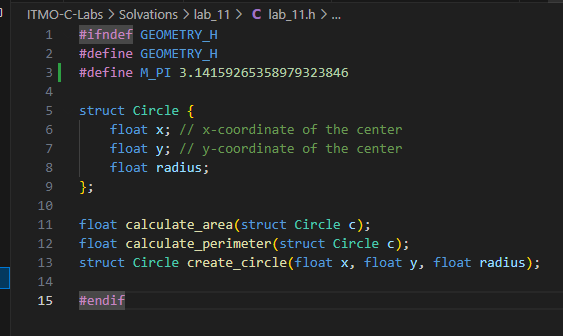 ITMO-C-Labs > Solvations > lab_11 > C lab_11.h > ...
1 #ifndef GEOMETRY_H
2 #define GEOMETRY_H
3 #define M_PI 3.14159265358979323846
4
5 struct Circle {
6 float x; // x-coordinate of the center
7 float y; // y-coordinate of the center
8 float radius;
9 };
10
11 float calculate_area(struct Circle c);
12 float calculate_perimeter(struct Circle c);
13 struct Circle create_circle(float x, float y, float radius);
14
15 #endif